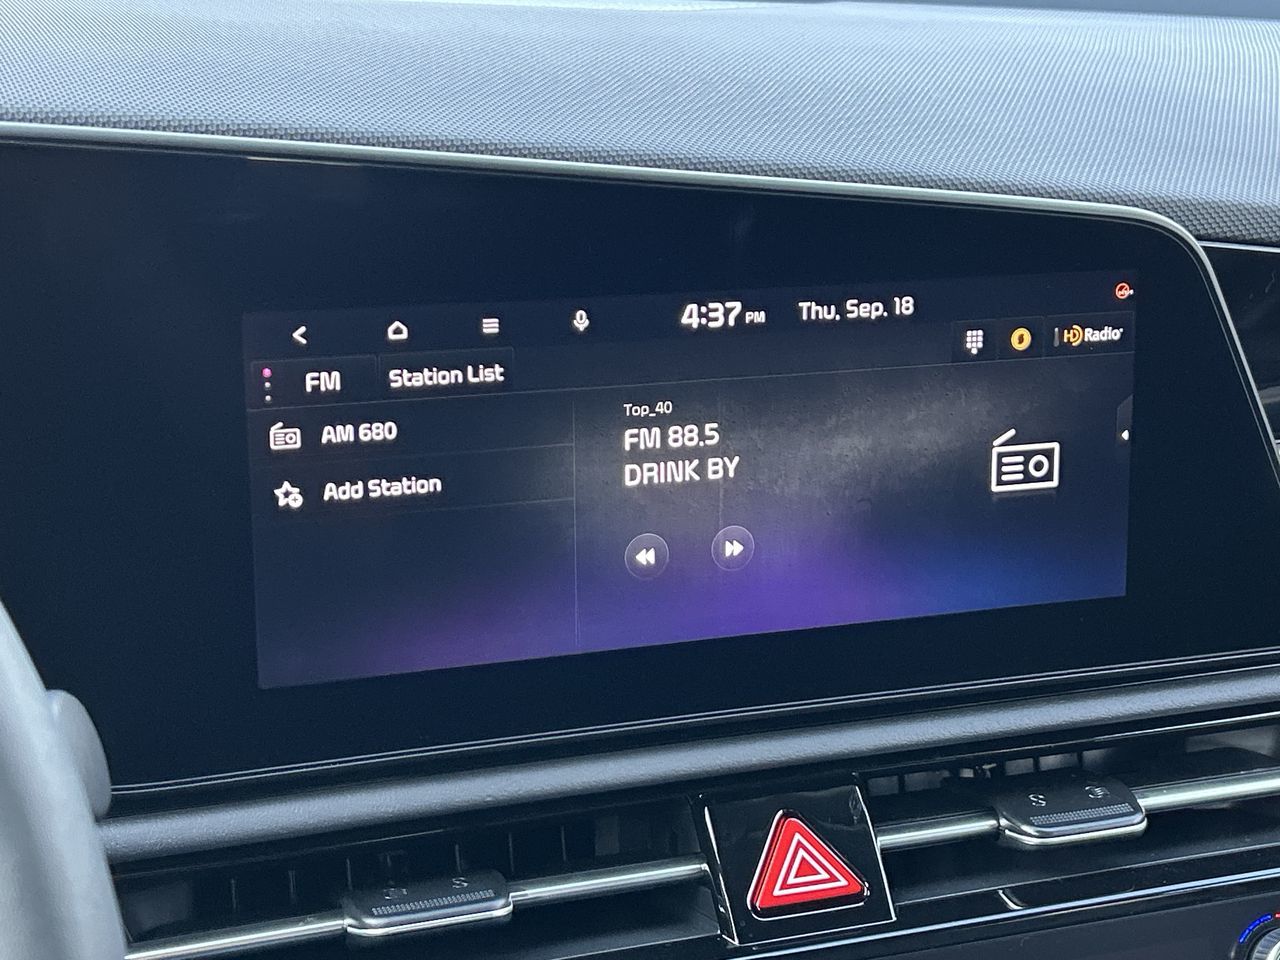 4:37 PM
Thu, Sep. 18
HD Radio
FM
Station List
AM 680
Add Station
Top_40
FM 88.5
DRINK BY
S
S